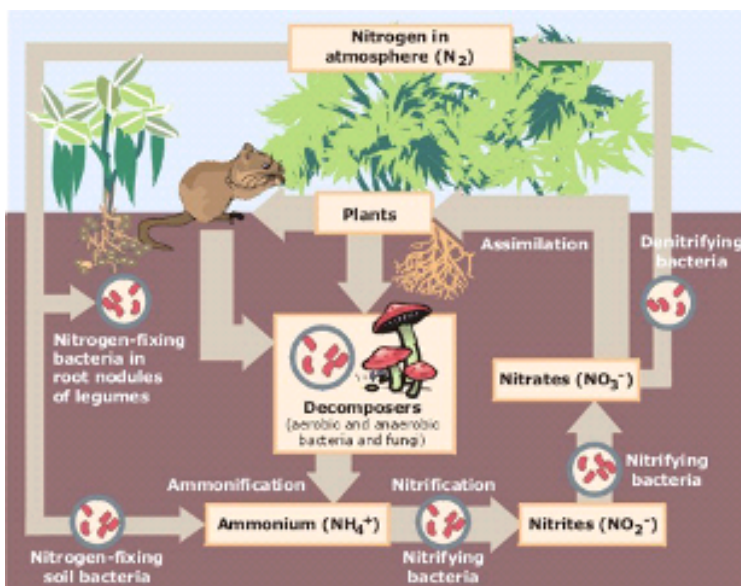 Nitrogen in
atmosphere (N₂)
Plants
Assimilation
Denitrifying
bacteria
Nitrogen-fixing
bacteria in
root nodules
of legumes
Decomposers
(aerobic and anaerobic
bacteria and fungi)
Nitrates (NO₃⁻)
Nitrifying
bacteria
Ammonification
Nitrification
Ammonium (NH₄⁺)
Nitrites (NO₂⁻)
Nitrogen-fixing
soil bacteria
Nitrifying
bacteria